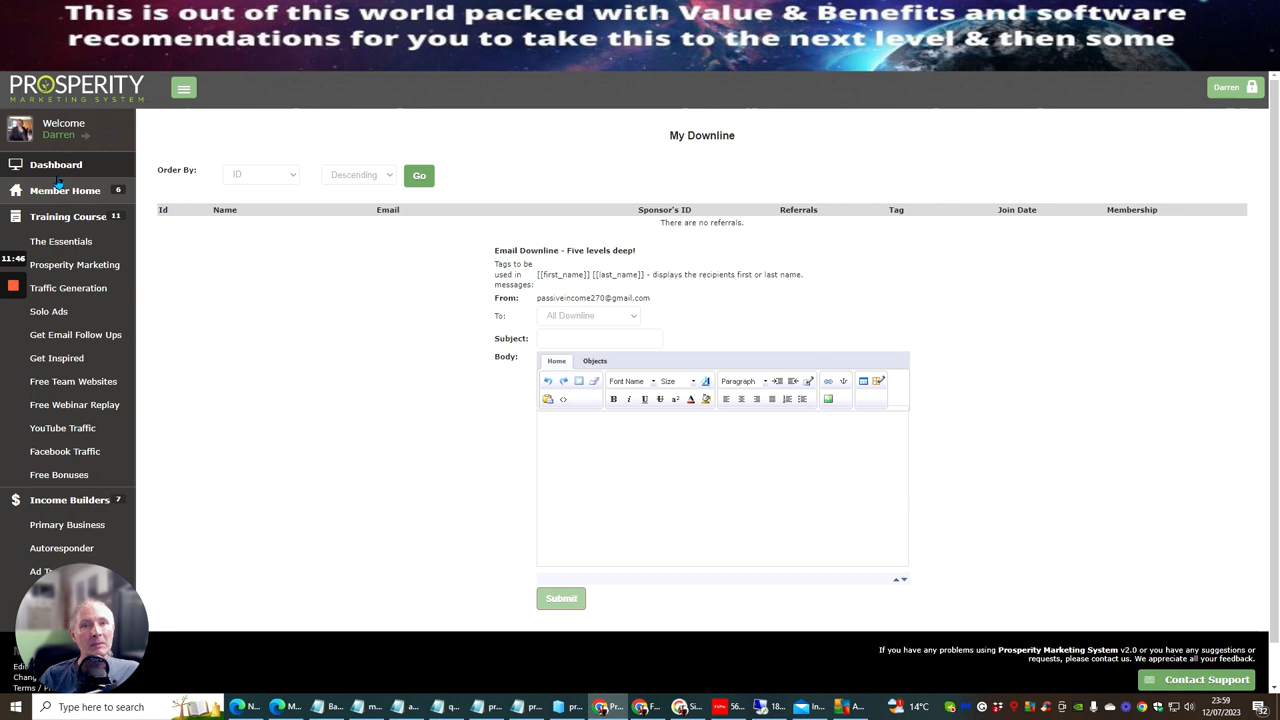 This is out of this world packed with Value & Benefits and software
recomendations for you to take this to the next level & then some
PROSPERITY
MARKETING SYSTEM
Darren
Welcome
Darren
Dashboard
Member Home 6
Training Course 11
The Essentials
11:46
Prosperity Marketing
Traffic Generation
Solo Ads
Get Email Follow Ups
Get Inspired
Free Team Websites
Free Webinar Replay
YouTube Traffic
Facebook Traffic
Free Bonuses
Income Builders 7
Primary Business
Autoresponder
My Downline
Order By: ID Descending Go
Id Name Email Sponsor's ID Referrals Tag Join Date Membership
There are no referrals.
Email Downline - Five levels deep!
Tags to be
used in
messages:
[[first_name]] [[last_name]] - displays the recipients first or last name.
From: passiveincome270@gmail.com
To: All Downline
Subject:
Body: Home Objects
Font Name Size Paragraph
Submit
If you have any problems using Prosperity Marketing System v2.0 or you have any suggestions or
requests, please contact us. We appreciate all your feedback.
Contact Support
Terms / Pri
Type here to search
14°C
23:59
12/07/2023